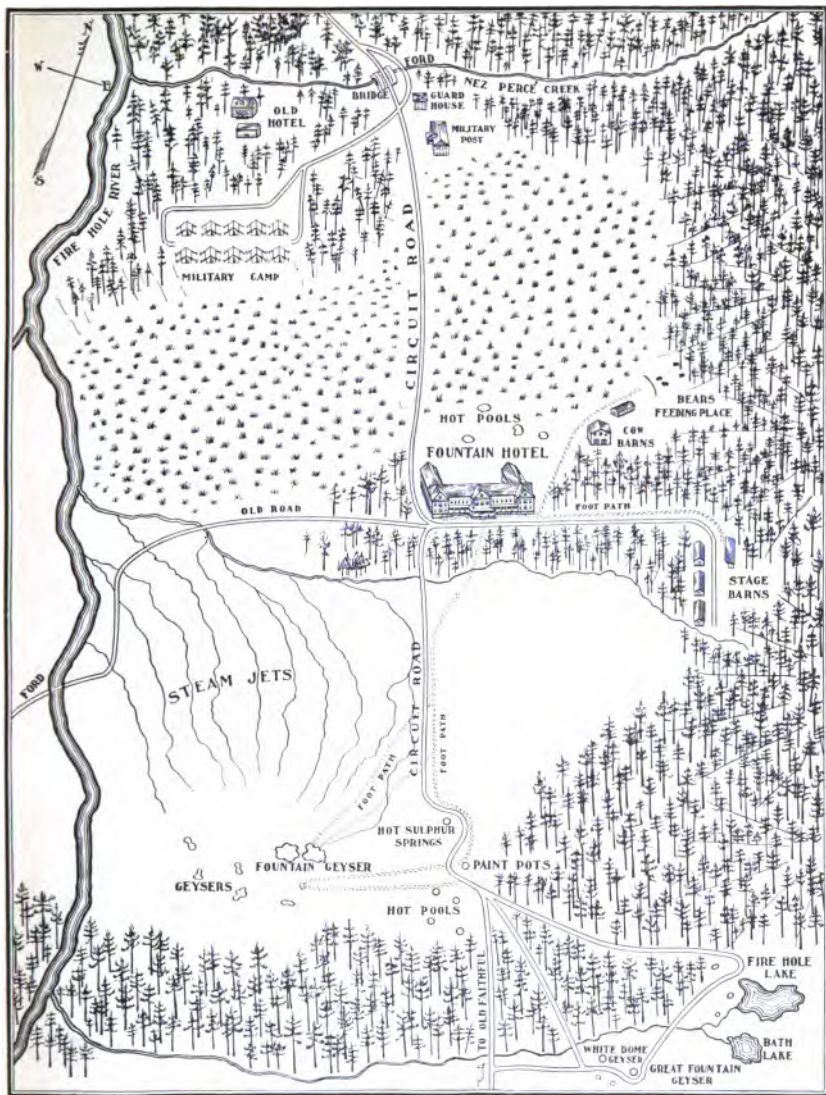 N
W
E
S
FORD
NEZ PERCE CREEK
BRIDGE
GUARD
HOUSE
OLD
HOTEL
MILITARY
POST
FIRE HOLE RIVER
MILITARY CAMP
CIRCUIT ROAD
BEARS
FEEDING PLACE
HOT POOLS
COW
BARNS
FOUNTAIN HOTEL
OLD ROAD
FOOT PATH
STAGE
BARNS
FORD
STEAM JETS
CIRCUIT ROAD
FOOT PATH
FOOT PATH
HOT SULPHUR
SPRINGS
FOUNTAIN GEYSER
PAINT POTS
GEYSERS
HOT POOLS
TO OLD FAITHFUL
FIRE HOLE
LAKE
WHITE DOME
GEYSER
BATH
LAKE
GREAT FOUNTAIN
GEYSER